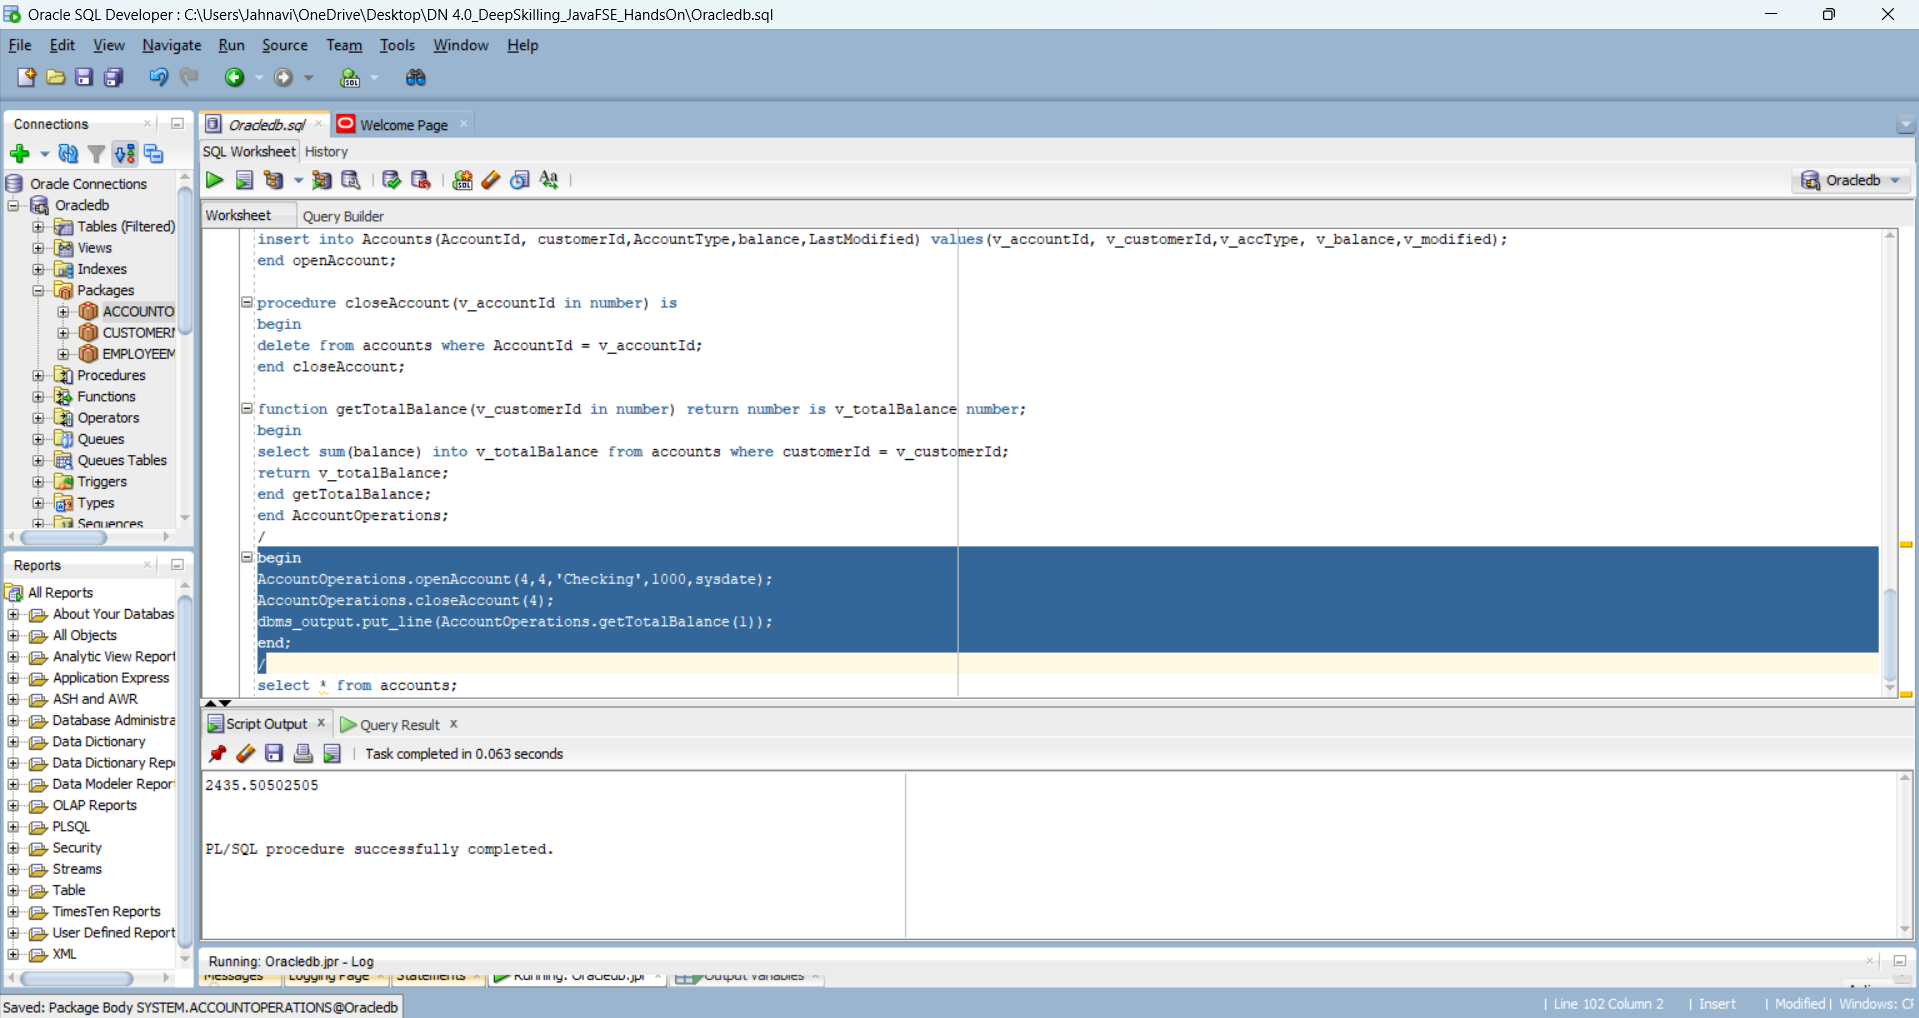 Oracle SQL Developer : C:\Users\Jahnavi\OneDrive\Desktop\DN 4.0_DeepSkilling_JavaFSE_HandsOn\Oracledb.sql
File Edit View Navigate Run Source Team Tools Window Help
Connections
Oracle Connections
Oracledb
Tables (Filtered)
Views
Indexes
Packages
ACCOUNTO
CUSTOMER
EMPLOYEEM
Procedures
Functions
Operators
Queues
Queues Tables
Triggers
Types
Sequences
Reports
All Reports
About Your Databas
All Objects
Analytic View Report
Application Express
ASH and AWR
Database Administra
Data Dictionary
Data Dictionary Rep
Data Modeler Repor
OLAP Reports
PLSQL
Security
Streams
Table
TimesTen Reports
User Defined Report
XML
Oracledb.sql Welcome Page
SQL Worksheet History
Oracledb
Worksheet Query Builder
insert into Accounts(AccountId, customerId,AccountType,balance,LastModified) values(v_accountId, v_customerId,v_accType, v_balance,v_modified);
end openAccount;
procedure closeAccount(v_accountId in number) is
begin
delete from accounts where AccountId = v_accountId;
end closeAccount;
function getTotalBalance(v_customerId in number) return number is v_totalBalance number;
begin
select sum(balance) into v_totalBalance from accounts where customerId = v_customerId;
return v_totalBalance;
end getTotalBalance;
end AccountOperations;
/
begin
AccountOperations.openAccount(4,4,'Checking',1000,sysdate);
AccountOperations.closeAccount(4);
dbms_output.put_line(AccountOperations.getTotalBalance(1));
end;
/
select * from accounts;
Script Output Query Result
Task completed in 0.063 seconds
2435.50502505
PL/SQL procedure successfully completed.
Running: Oracledb.jpr - Log
Messages Logging Page Statements Running: Oracledb.jpr Output Variables
Saved: Package Body SYSTEM.ACCOUNTOPERATIONS@Oracledb
Line 102 Column 2 Insert Modified Windows: C